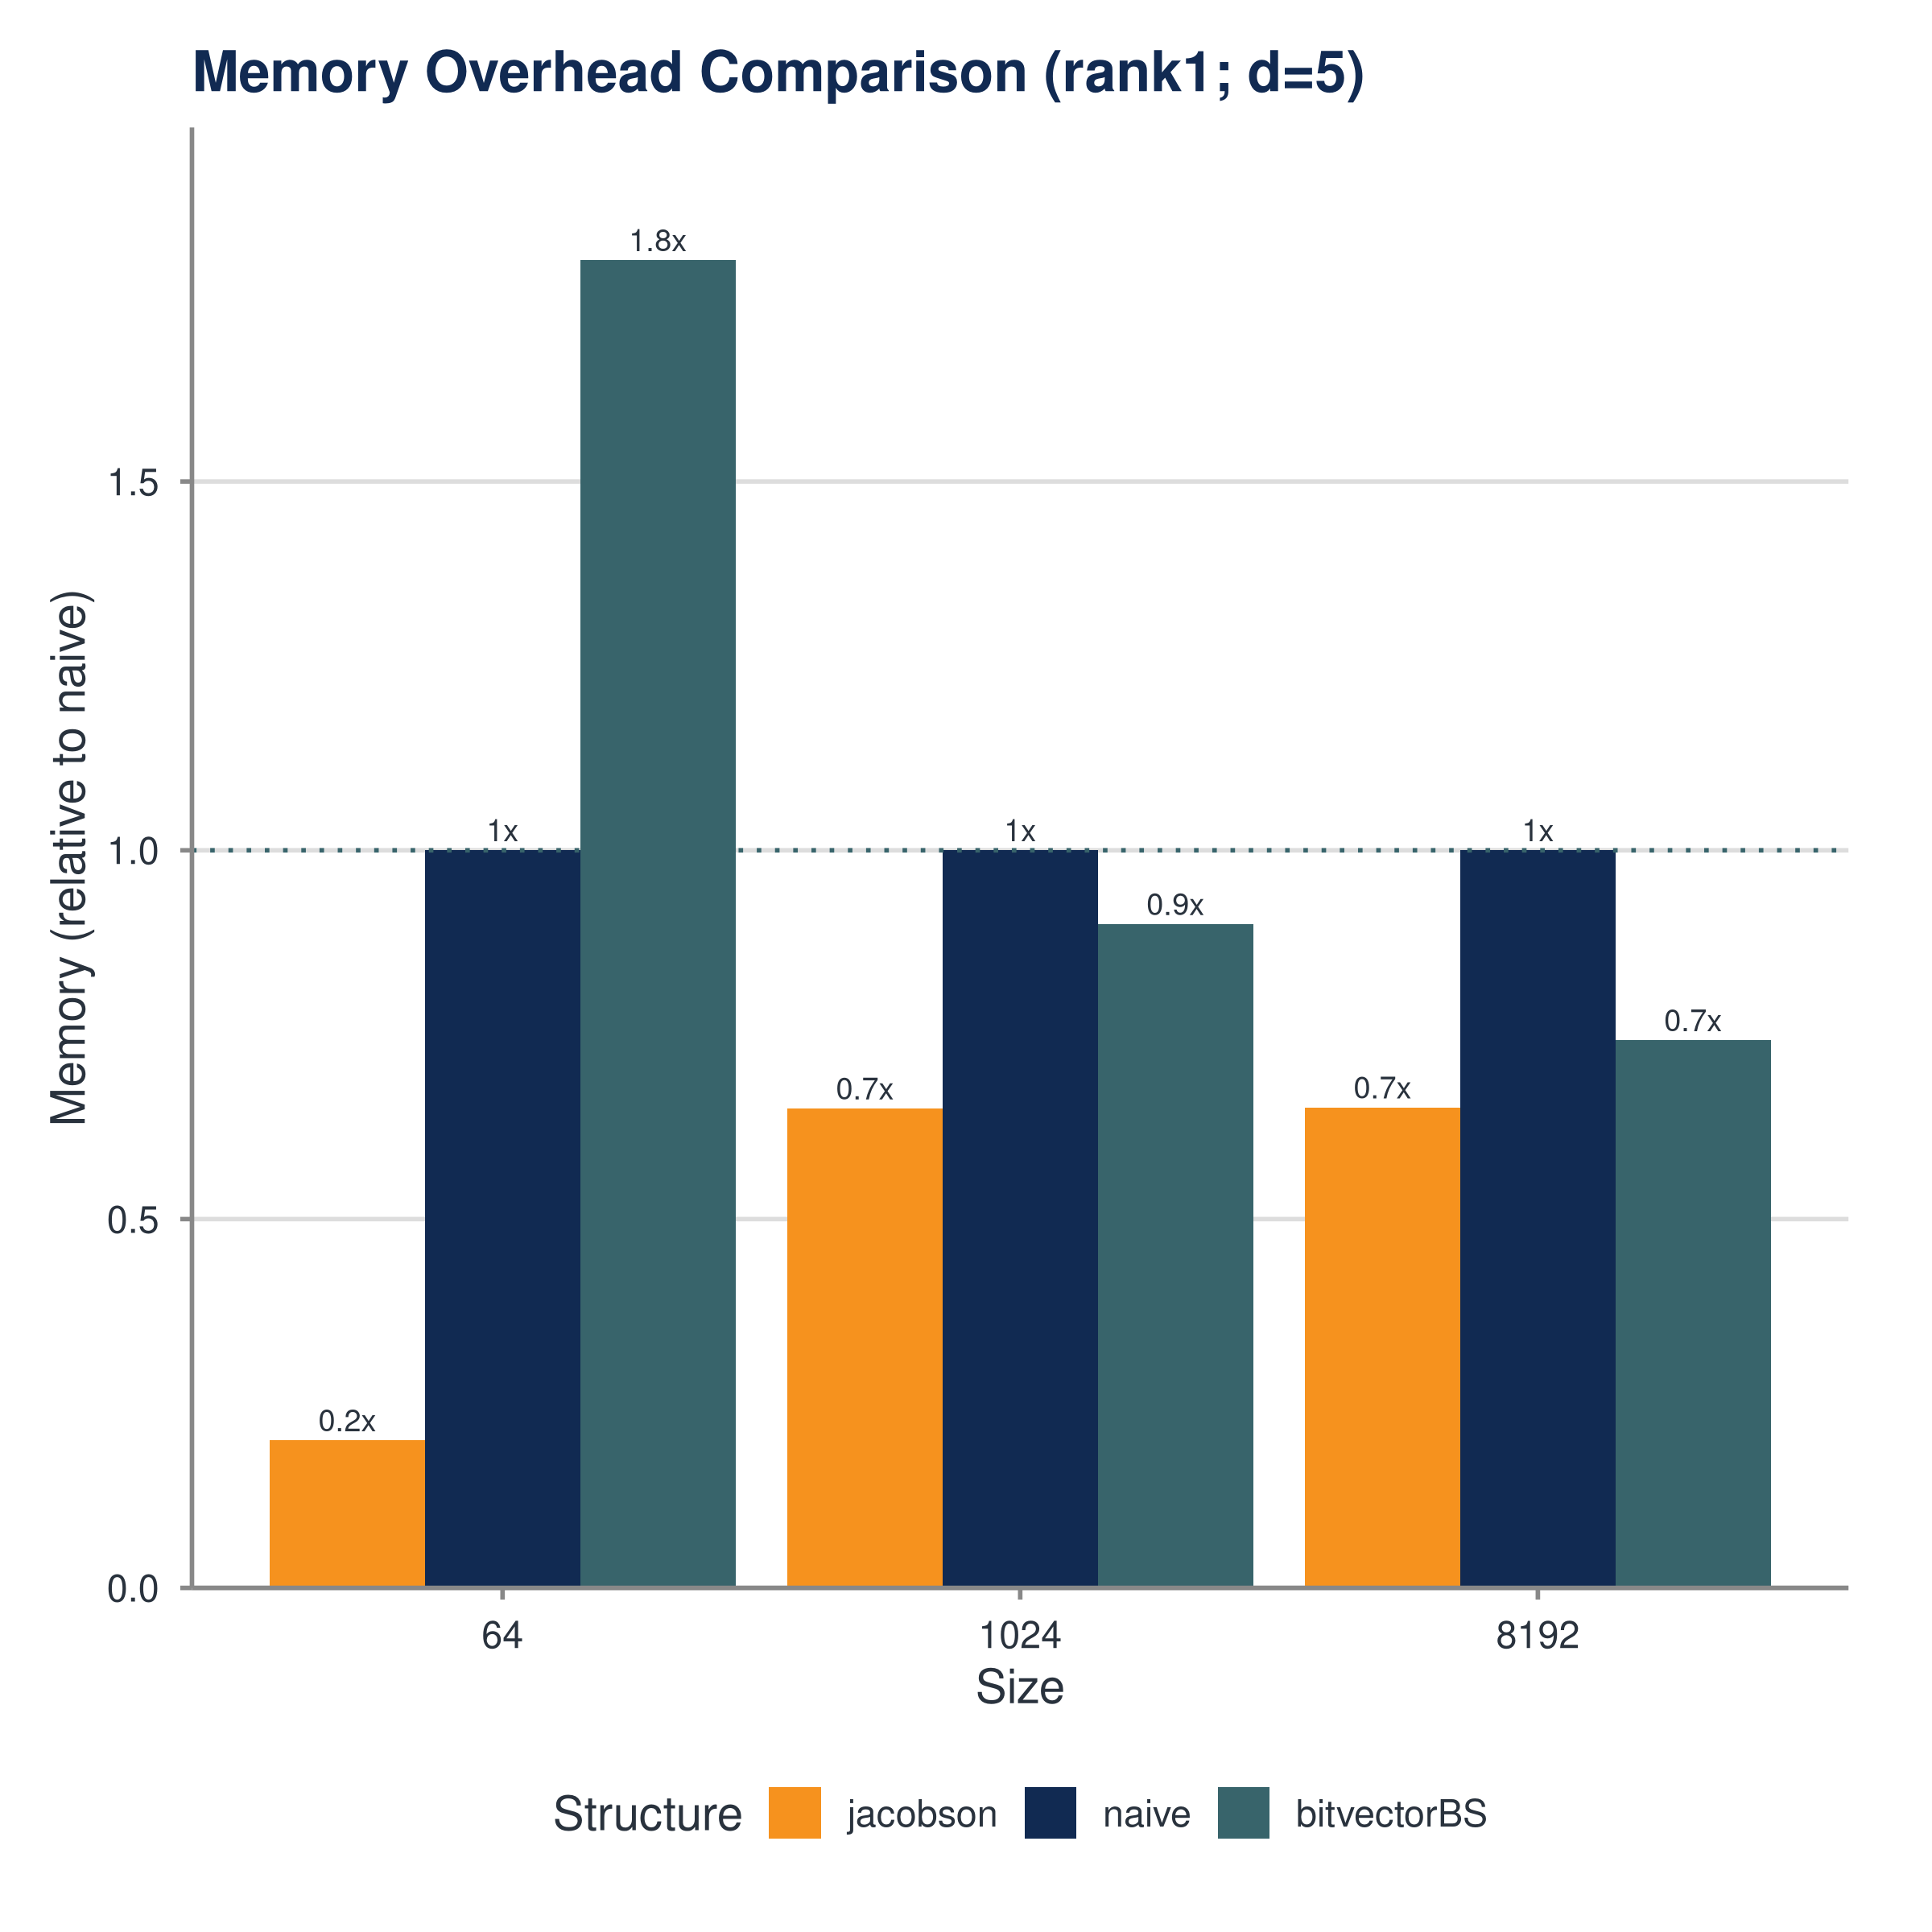 Memory Overhead Comparison (rank1; d=5)
Memory (relative to naive)
1.5
1.0
0.5
0.0
0.2x
1x
1.8x
0.7x
1x
0.9x
0.7x
1x
0.7x
64
1024
8192
Size
Structure
jacobson
naive
bitvectorBS